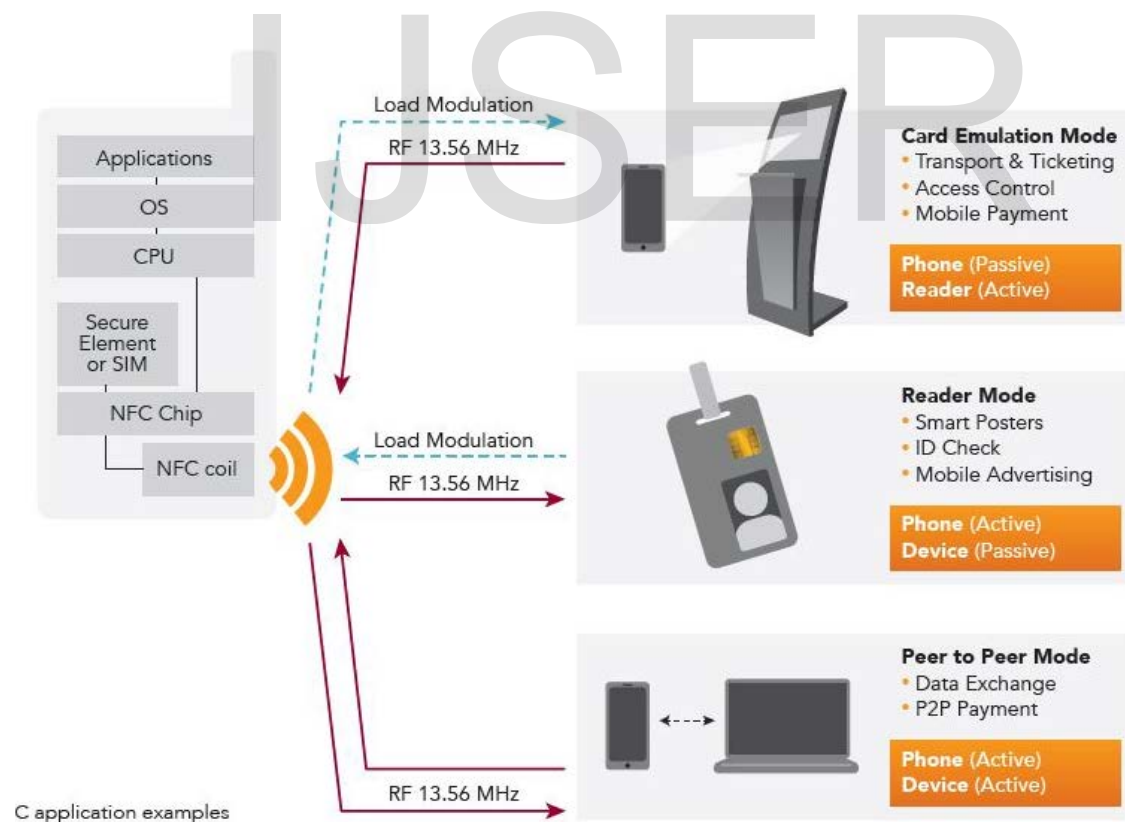 IJSER
Applications
OS
CPU
Secure
Element
or SIM
NFC Chip
NFC coil
Load Modulation
RF 13.56 MHz
Card Emulation Mode
• Transport & Ticketing
• Access Control
• Mobile Payment
Phone (Passive)
Reader (Active)
Load Modulation
RF 13.56 MHz
Reader Mode
• Smart Posters
• ID Check
• Mobile Advertising
Phone (Active)
Device (Passive)
RF 13.56 MHz
Peer to Peer Mode
• Data Exchange
• P2P Payment
Phone (Active)
Device (Active)
C application examples